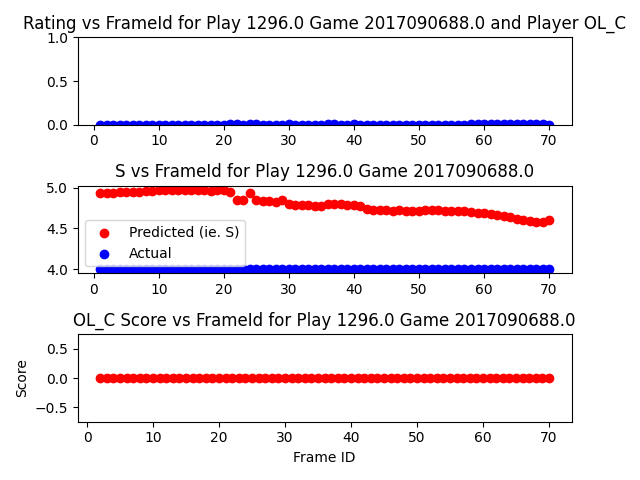 Rating vs FrameId for Play 1296.0 Game 2017090688.0 and Player OL_C
1.0
0.5
0.0
0 10 20 30 40 50 60 70
S vs FrameId for Play 1296.0 Game 2017090688.0
5.0
4.5
4.0
Predicted (ie. S)
Actual
0 10 20 30 40 50 60 70
OL_C Score vs FrameId for Play 1296.0 Game 2017090688.0
Score
0.5
0.0
−0.5
0 10 20 30 40 50 60 70
Frame ID